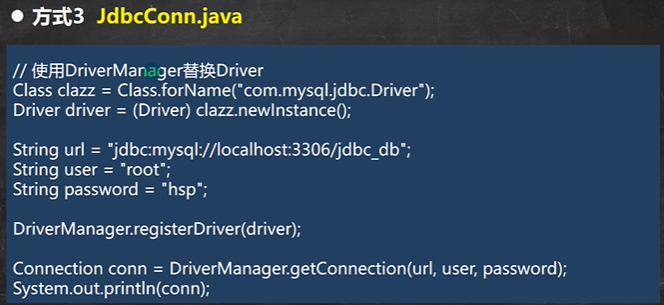 ● 方式3 JdbcConn.java
// 使用DriverManager替换Driver
Class clazz = Class.forName("com.mysql.jdbc.Driver");
Driver driver = (Driver) clazz.newInstance();
String url = "jdbc:mysql://localhost:3306/jdbc_db";
String user = "root";
String password = "hsp";
DriverManager.registerDriver(driver);
Connection conn = DriverManager.getConnection(url, user, password);
System.out.println(conn);